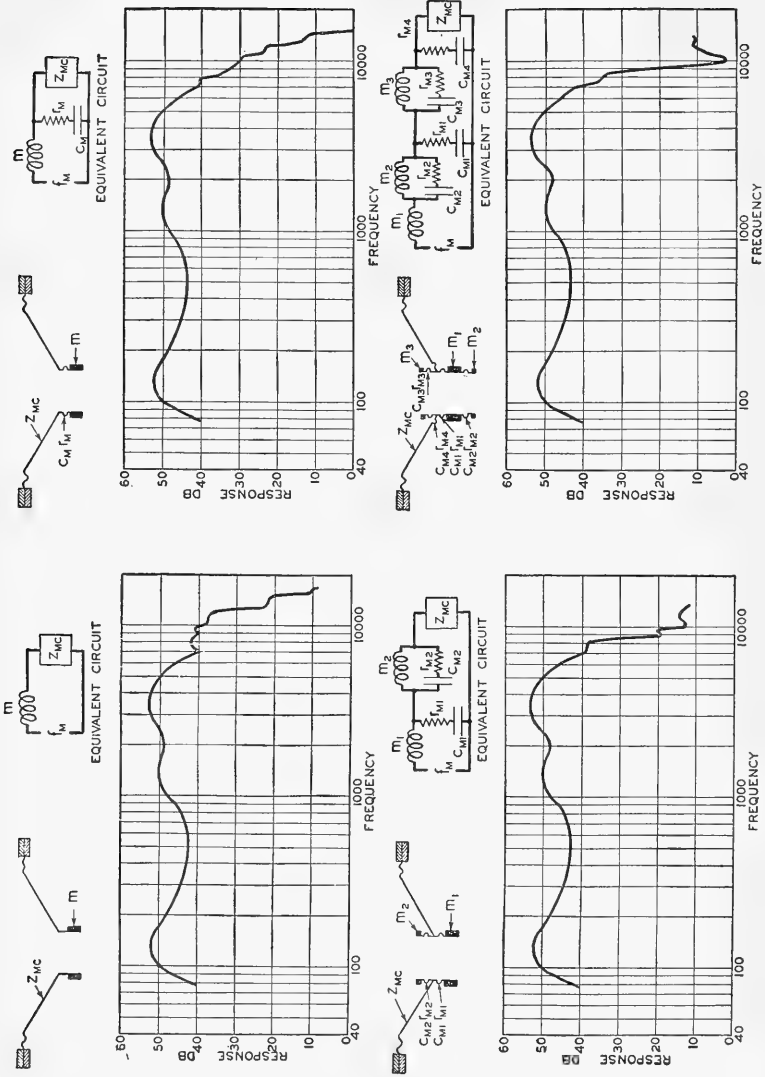 Z_MC
m
m
Z_MC
f_M
EQUIVALENT CIRCUIT
60
50
40
30
20
10
0
RESPONSE DB
40
100
1000
10000
FREQUENCY
Z_MC
C_M r_M
m
m
r_M
C_M
Z_MC
f_M
EQUIVALENT CIRCUIT
60
50
40
30
20
10
0
RESPONSE DB
40
100
1000
10000
FREQUENCY
Z_MC
C_M2 r_M2
C_M1 r_M1
m_2
m_1
m_1
m_2
r_M1
C_M1
r_M2
C_M2
Z_MC
f_M
EQUIVALENT CIRCUIT
60
50
40
30
20
10
0
RESPONSE DB
40
100
1000
10000
FREQUENCY
Z_MC
C_M4 r_M4
C_M1 r_M1
C_M2 r_M2
m_3
C_M3 r_M3
m_1
m_2
m_1
m_2
m_3
r_M2
C_M2
r_M1
C_M1
r_M3
C_M3
r_M4
C_M4
Z_MC
f_M
EQUIVALENT CIRCUIT
60
50
40
30
20
10
0
RESPONSE DB
40
100
1000
10000
FREQUENCY